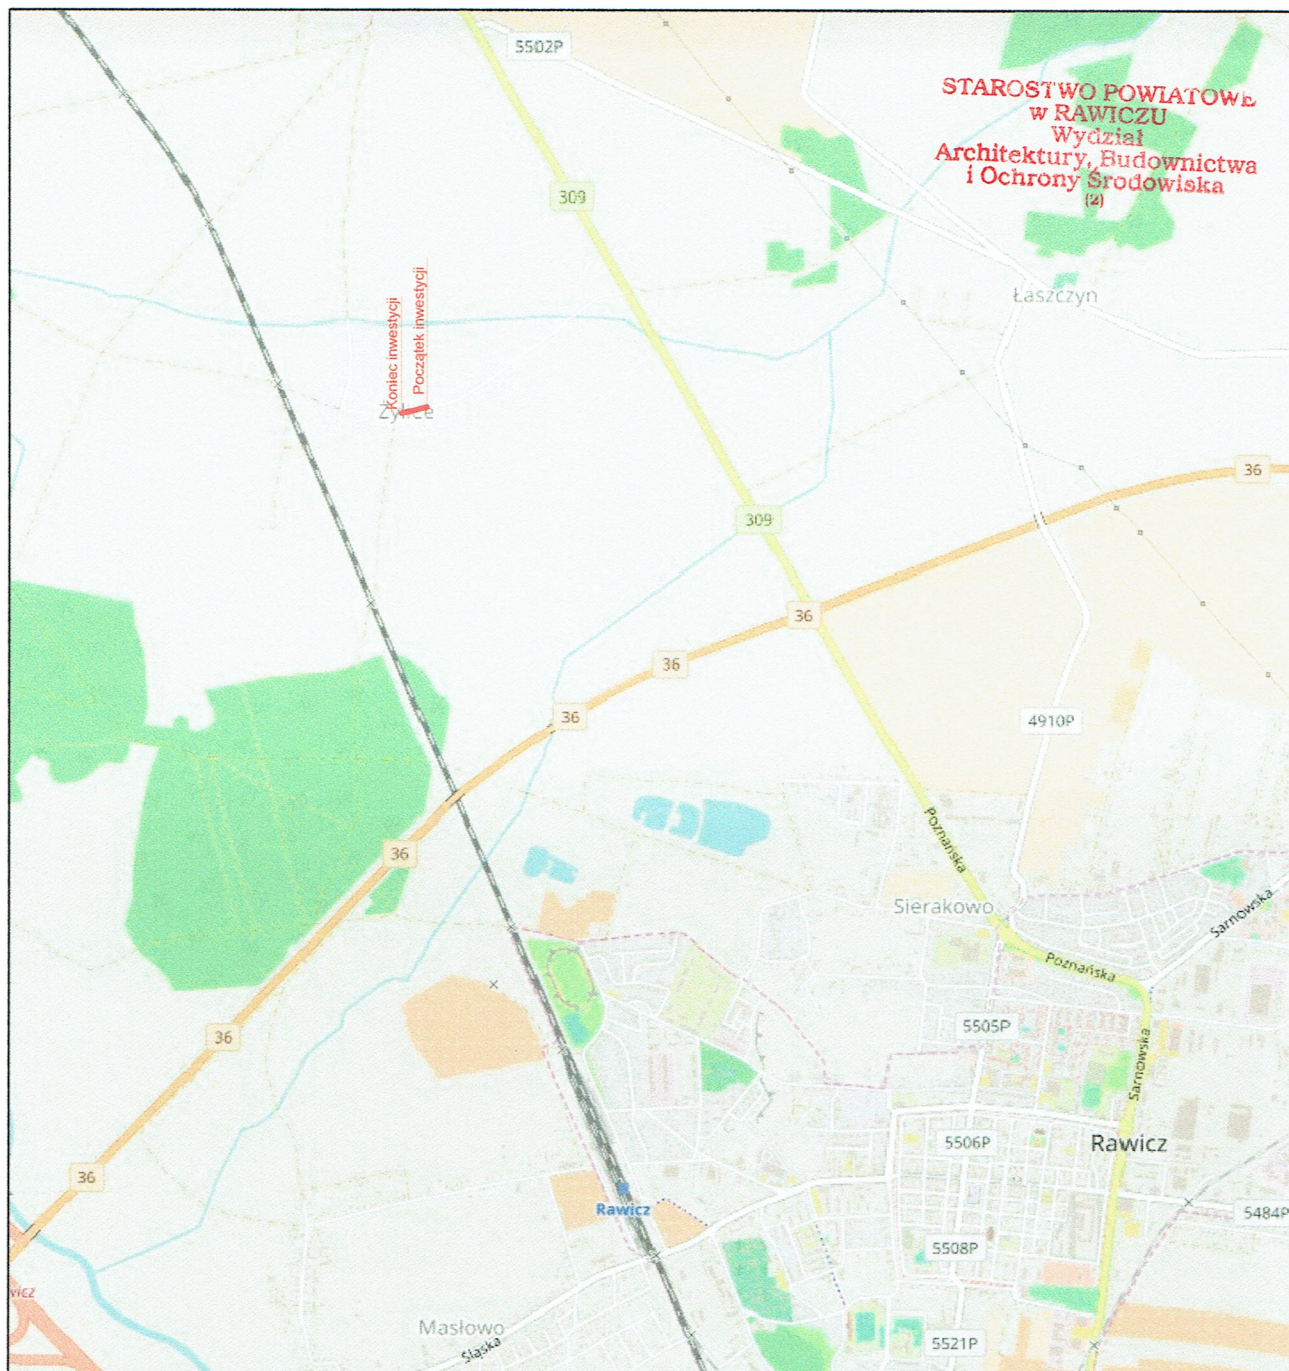 5502P
STAROSTWO POWIATOWE
w RAWICZU
Wydział
Architektury, Budownictwa
i Ochrony Środowiska
(2)
309
Łaszczyn
Koniec inwestycji
Początek inwestycji
Żylice
36
309
36
36
4910P
36
Poznańska
36
Sierakowo
Sarnowska
Poznańska
5505P
36
Sarnowska
5506P
Rawicz
36
Rawicz
5484P
5508P
wicz
Masłowo
Śląska
5521P